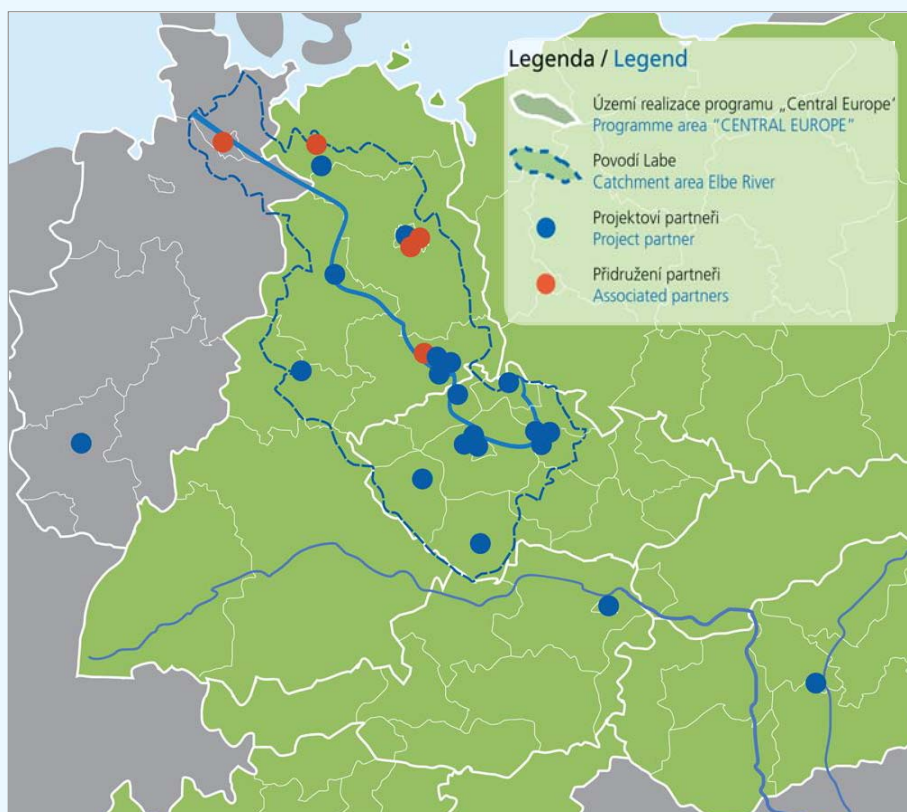 Legenda / Legend
Území realizace programu „Central Europe‘
Programme area “CENTRAL EUROPE”
Povodí Labe
Catchment area Elbe River
Projektoví partneři
Project partner
Přidružení partneři
Associated partners